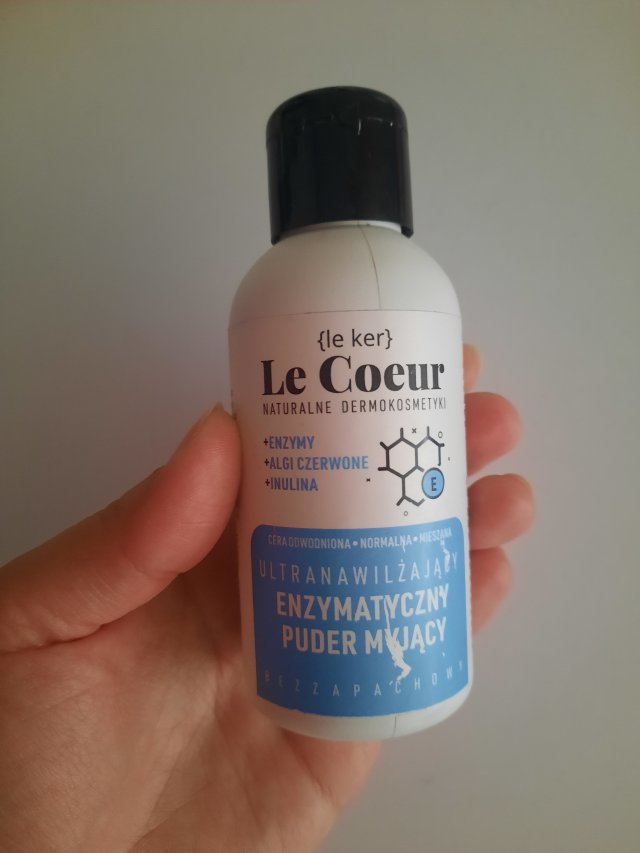 {le ker}
Le Coeur
NATURALNE DERMOKOSMETYKI
+ENZYMY
+ALGI CZERWONE
+INULINA
E
CERA ODWODNIONA • NORMALNA • MIESZANA
ULTRANAWILŻAJĄCY
ENZYMATYCZNY
PUDER MYJĄCY
BEZZAPACHOWY